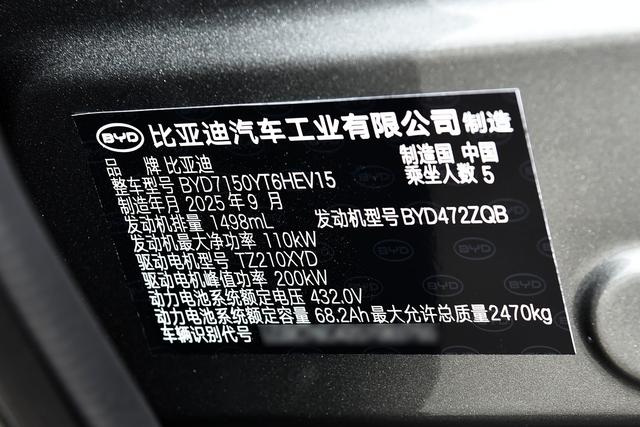 BYD 比亚迪汽车工业有限公司制造
品 牌 比亚迪 制造国 中国
整车型号 BYD7150YT6HEV15 乘坐人数 5
制造年月 2025 年 9 月
发动机排量 1498mL 发动机型号 BYD472ZQB
发动机最大净功率 110kW
驱动电机型号 TZ210XYD
驱动电机峰值功率 200kW
动力电池系统额定电压 432.0V
动力电池系统额定容量 68.2Ah 最大允许总质量 2470kg
车辆识别代号